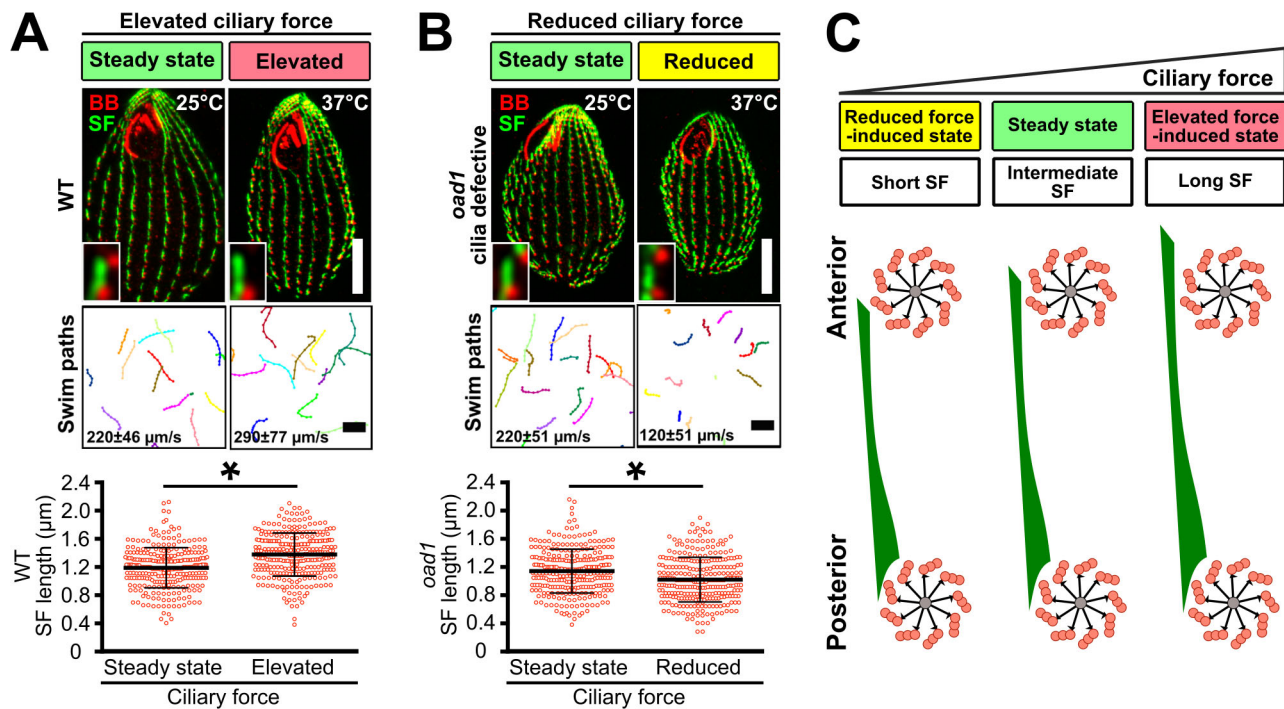 A
Elevated ciliary force
Steady state
Elevated
BB
SF
25°C
37°C
WT
Swim paths
220±46 µm/s
290±77 µm/s
*
2.4
2.0
1.6
1.2
0.8
0.4
0
WT
SF length (µm)
Steady state
Elevated
Ciliary force
B
Reduced ciliary force
Steady state
Reduced
BB
SF
25°C
37°C
oad1
cilia defective
Swim paths
220±51 µm/s
120±51 µm/s
*
2.4
2.0
1.6
1.2
0.8
0.4
0
oad1
SF length (µm)
Steady state
Reduced
Ciliary force
C
Ciliary force
Reduced force
-induced state
Steady state
Elevated force
-induced state
Short SF
Intermediate
SF
Long SF
Anterior
Posterior